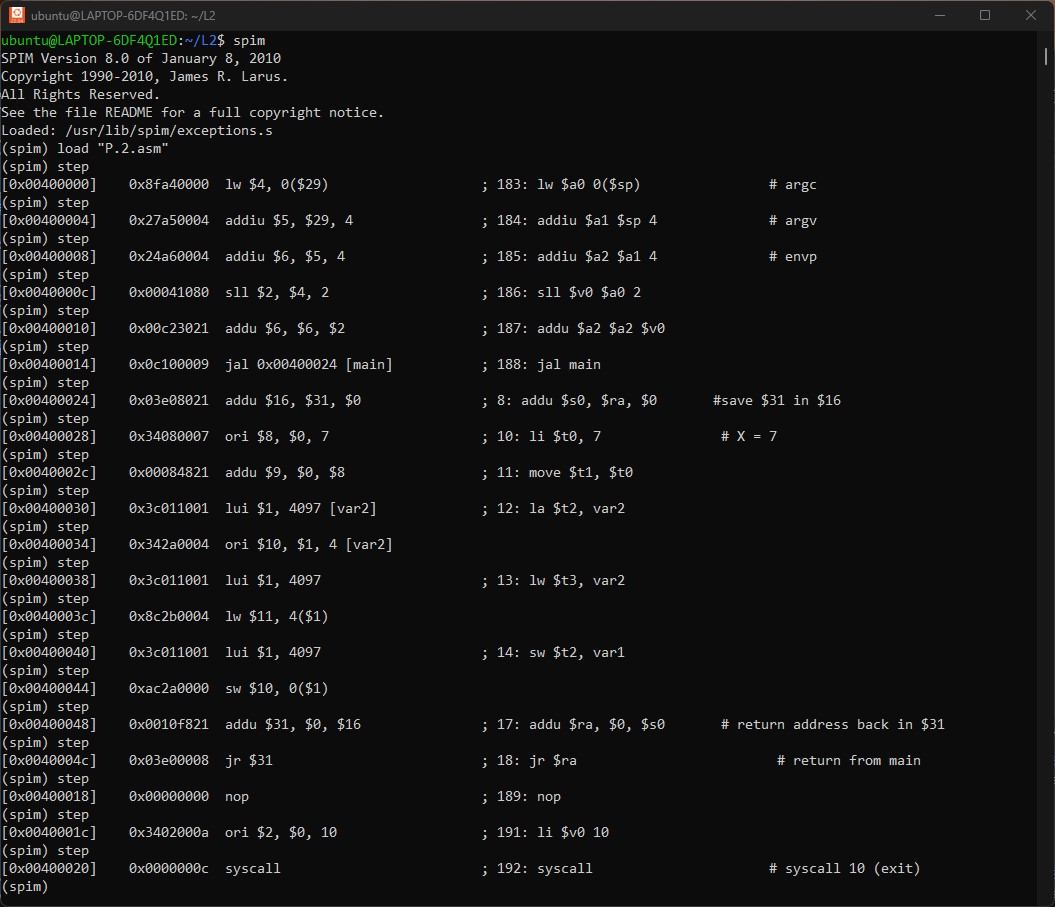 ubuntu@LAPTOP-6DF4Q1ED: ~/L2
ubuntu@LAPTOP-6DF4Q1ED:~/L2$ spim
SPIM Version 8.0 of January 8, 2010
Copyright 1990-2010, James R. Larus.
All Rights Reserved.
See the file README for a full copyright notice.
Loaded: /usr/lib/spim/exceptions.s
(spim) load "P.2.asm"
(spim) step
[0x00400000]    0x8fa40000  lw $4, 0($29)                   ; 183: lw $a0 0($sp)                # argc
(spim) step
[0x00400004]    0x27a50004  addiu $5, $29, 4                ; 184: addiu $a1 $sp 4              # argv
(spim) step
[0x00400008]    0x24a60004  addiu $6, $5, 4                 ; 185: addiu $a2 $a1 4              # envp
(spim) step
[0x0040000c]    0x00041080  sll $2, $4, 2                   ; 186: sll $v0 $a0 2
(spim) step
[0x00400010]    0x00c23021  addu $6, $6, $2                 ; 187: addu $a2 $a2 $v0
(spim) step
[0x00400014]    0x0c100009  jal 0x00400024 [main]           ; 188: jal main
(spim) step
[0x00400024]    0x03e08021  addu $16, $31, $0               ; 8: addu $s0, $ra, $0       #save $31 in $16
(spim) step
[0x00400028]    0x34080007  ori $8, $0, 7                   ; 10: li $t0, 7               # X = 7
(spim) step
[0x0040002c]    0x00084821  addu $9, $0, $8                 ; 11: move $t1, $t0
(spim) step
[0x00400030]    0x3c011001  lui $1, 4097 [var2]             ; 12: la $t2, var2
(spim) step
[0x00400034]    0x342a0004  ori $10, $1, 4 [var2]
(spim) step
[0x00400038]    0x3c011001  lui $1, 4097                    ; 13: lw $t3, var2
(spim) step
[0x0040003c]    0x8c2b0004  lw $11, 4($1)
(spim) step
[0x00400040]    0x3c011001  lui $1, 4097                    ; 14: sw $t2, var1
(spim) step
[0x00400044]    0xac2a0000  sw $10, 0($1)
(spim) step
[0x00400048]    0x0010f821  addu $31, $0, $16               ; 17: addu $ra, $0, $s0       # return address back in $31
(spim) step
[0x0040004c]    0x03e00008  jr $31                          ; 18: jr $ra                         # return from main
(spim) step
[0x00400018]    0x00000000  nop                             ; 189: nop
(spim) step
[0x0040001c]    0x3402000a  ori $2, $0, 10                  ; 191: li $v0 10
(spim) step
[0x00400020]    0x0000000c  syscall                         ; 192: syscall                      # syscall 10 (exit)
(spim)